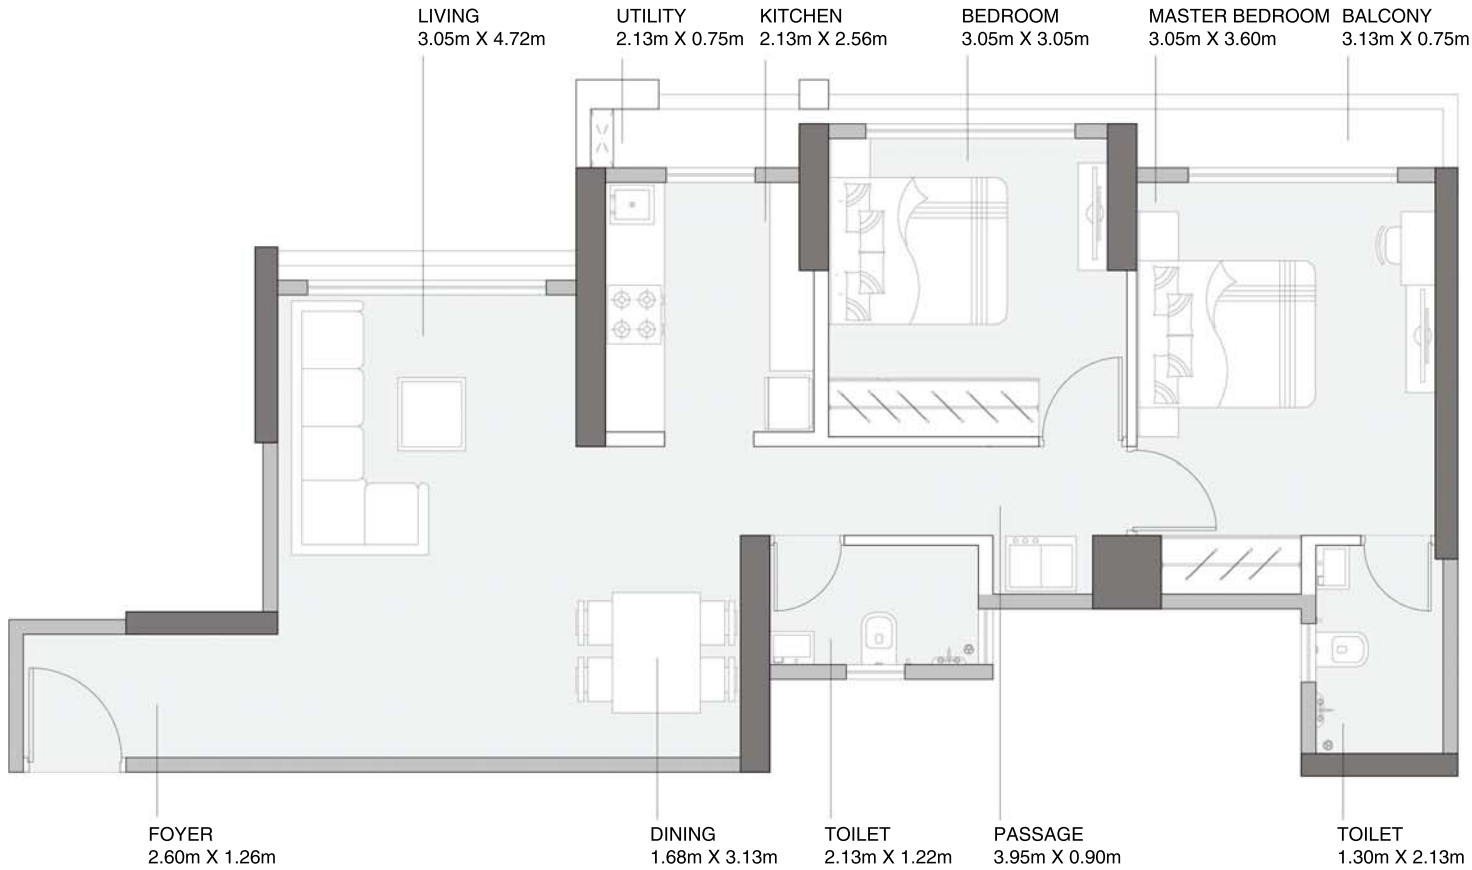 LIVING
3.05m X 4.72m
UTILITY
2.13m X 0.75m
KITCHEN
2.13m X 2.56m
BEDROOM
3.05m X 3.05m
MASTER BEDROOM
3.05m X 3.60m
BALCONY
3.13m X 0.75m
FOYER
2.60m X 1.26m
DINING
1.68m X 3.13m
TOILET
2.13m X 1.22m
PASSAGE
3.95m X 0.90m
TOILET
1.30m X 2.13m